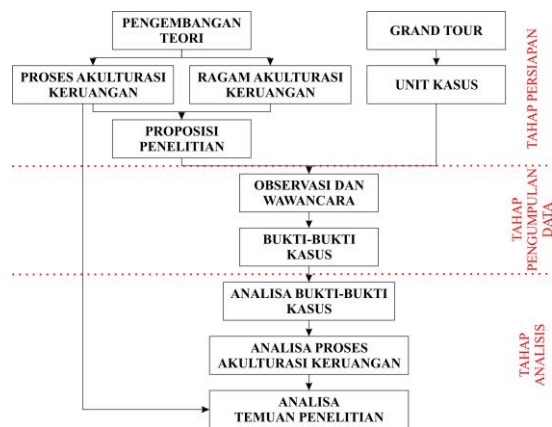 PENGEMBANGAN
TEORI
GRAND TOUR
PROSES AKULTURASI
KERUANGAN
RAGAM AKULTURASI
KERUANGAN
UNIT KASUS
PROPOSISI
PENELITIAN
TAHAP PERSIAPAN
OBSERVASI DAN
WAWANCARA
BUKTI-BUKTI
KASUS
TAHAP
PENGUMPULAN
DATA
ANALISA BUKTI-BUKTI
KASUS
ANALISA PROSES
AKULTURASI KERUANGAN
ANALISA
TEMUAN PENELITIAN
TAHAP
ANALISIS